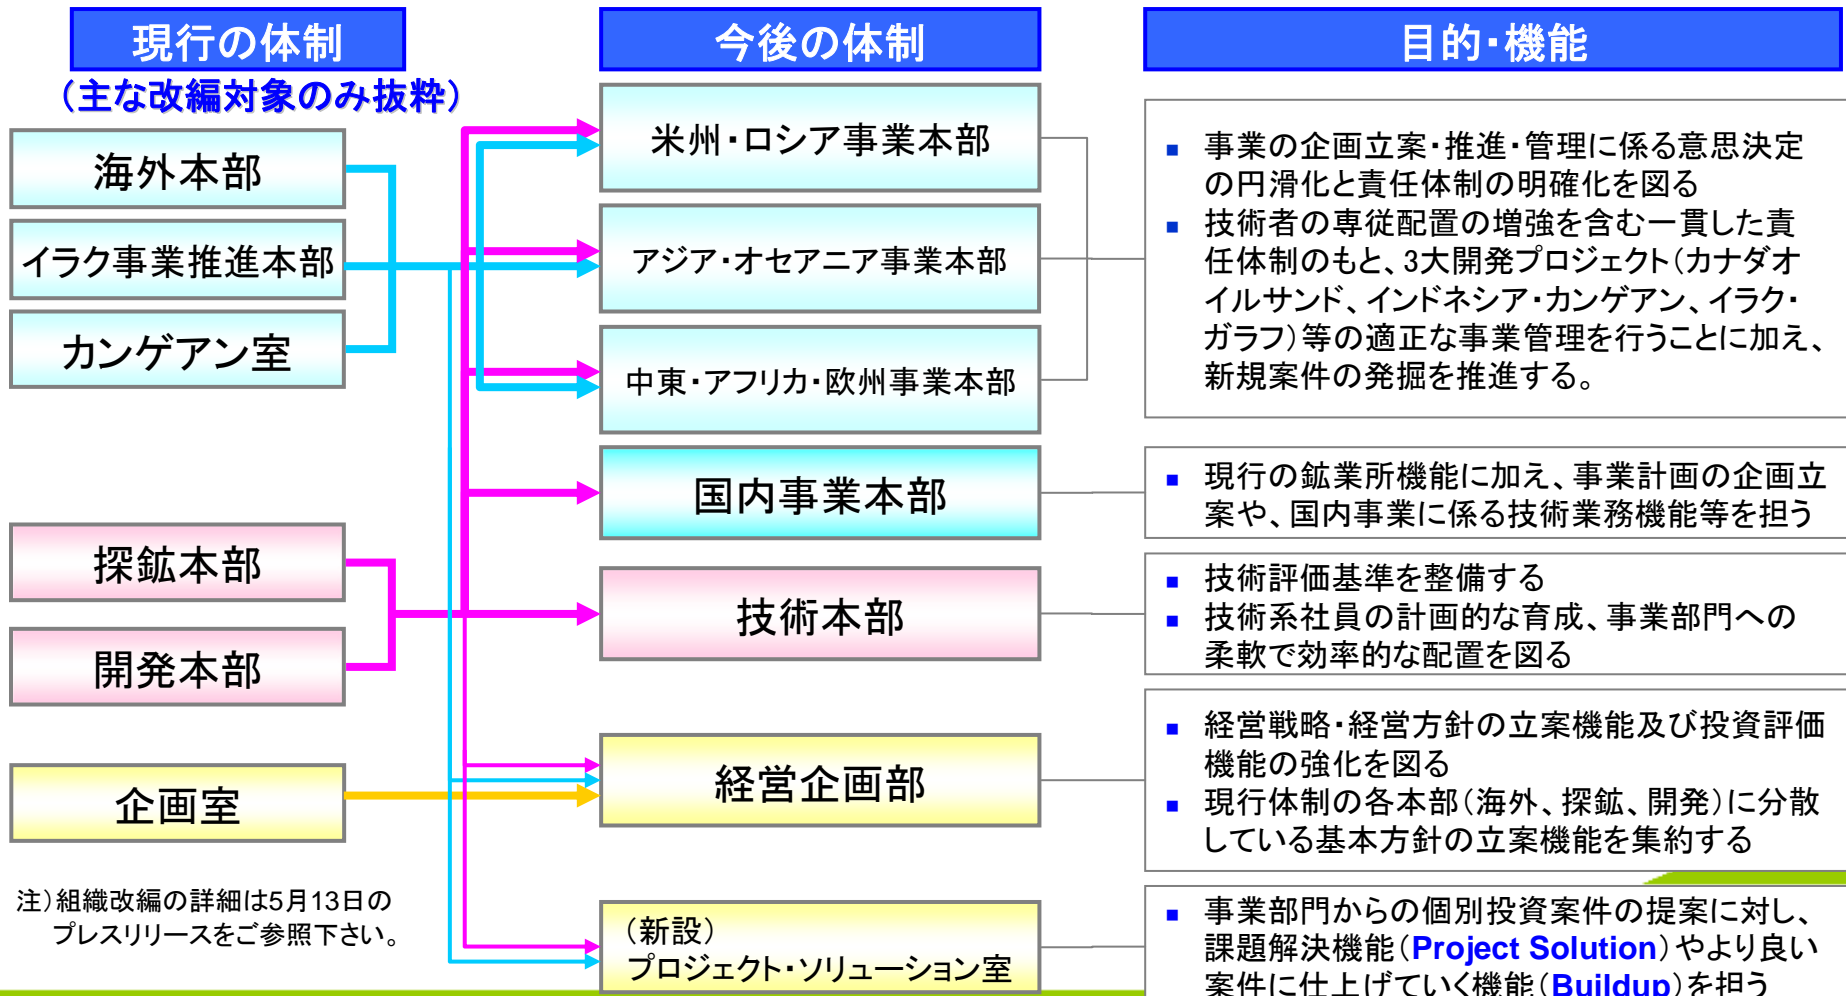 現行の体制
(主な改編対象のみ抜粋)
海外本部
イラク事業推進本部
カンゲアン室
探鉱本部
開発本部
企画室
注)組織改編の詳細は5月13日の
プレスリリースをご参照下さい。
今後の体制
米州・ロシア事業本部
アジア・オセアニア事業本部
中東・アフリカ・欧州事業本部
国内事業本部
技術本部
経営企画部
(新設)
プロジェクト・ソリューション室
目的・機能
■ 事業の企画立案・推進・管理に係る意思決定
の円滑化と責任体制の明確化を図る
■ 技術者の専従配置の増強を含む一貫した責
任体制のもと、3大開発プロジェクト(カナダオ
イルサンド、インドネシア・カンゲアン、イラク・
ガラフ)等の適正な事業管理を行うことに加え、
新規案件の発掘を推進する。
■ 現行の鉱業所機能に加え、事業計画の企画立
案や、国内事業に係る技術業務機能等を担う
■ 技術評価基準を整備する
■ 技術系社員の計画的な育成、事業部門への
柔軟で効率的な配置を図る
■ 経営戦略・経営方針の立案機能及び投資評価
機能の強化を図る
■ 現行体制の各本部(海外、探鉱、開発)に分散
している基本方針の立案機能を集約する
■ 事業部門からの個別投資案件の提案に対し、
課題解決機能(Project Solution)やより良い
案件に仕上げていく機能(Buildup)を担う